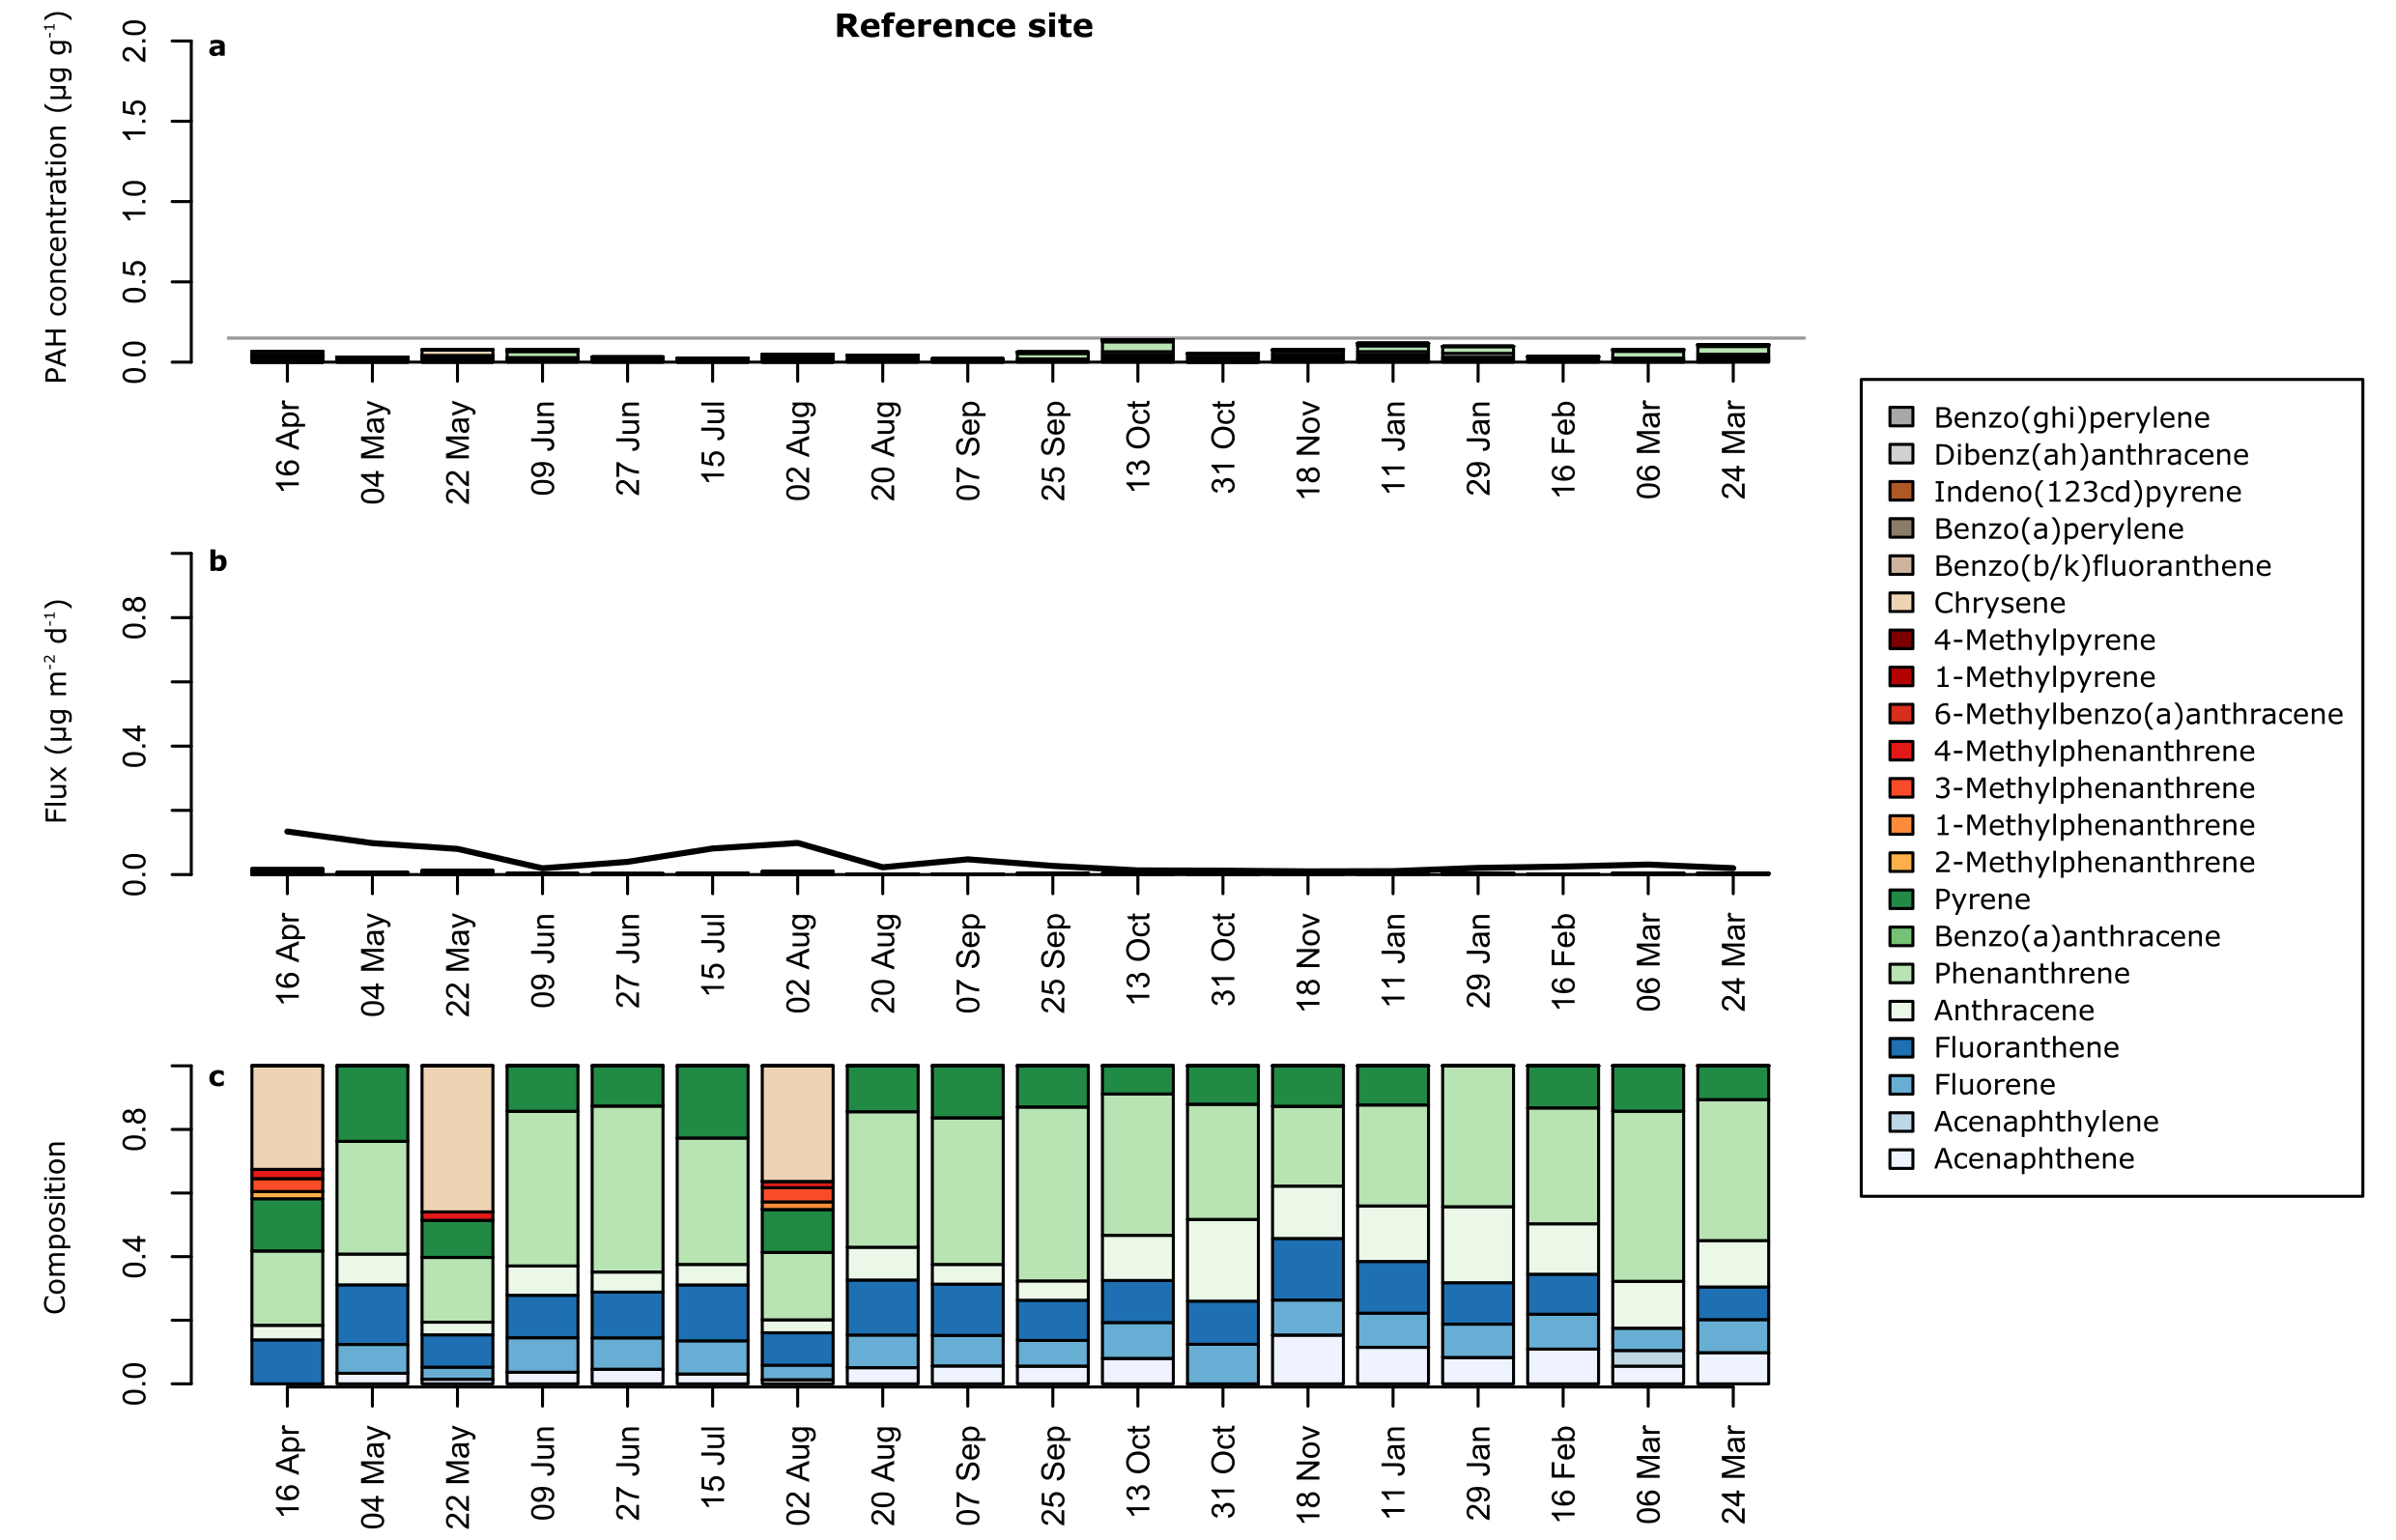 Reference site
a
PAH concentration (µg g⁻¹)
2.0
1.5
1.0
0.5
0.0
16 Apr
04 May
22 May
09 Jun
27 Jun
15 Jul
02 Aug
20 Aug
07 Sep
25 Sep
13 Oct
31 Oct
18 Nov
11 Jan
29 Jan
16 Feb
06 Mar
24 Mar
b
Flux (µg m⁻² d⁻¹)
0.8
0.4
0.0
16 Apr
04 May
22 May
09 Jun
27 Jun
15 Jul
02 Aug
20 Aug
07 Sep
25 Sep
13 Oct
31 Oct
18 Nov
11 Jan
29 Jan
16 Feb
06 Mar
24 Mar
c
Composition
0.8
0.4
0.0
16 Apr
04 May
22 May
09 Jun
27 Jun
15 Jul
02 Aug
20 Aug
07 Sep
25 Sep
13 Oct
31 Oct
18 Nov
11 Jan
29 Jan
16 Feb
06 Mar
24 Mar
Benzo(ghi)perylene
Dibenz(ah)anthracene
Indeno(123cd)pyrene
Benzo(a)perylene
Benzo(b/k)fluoranthene
Chrysene
4-Methylpyrene
1-Methylpyrene
6-Methylbenzo(a)anthracene
4-Methylphenanthrene
3-Methylphenanthrene
1-Methylphenanthrene
2-Methylphenanthrene
Pyrene
Benzo(a)anthracene
Phenanthrene
Anthracene
Fluoranthene
Fluorene
Acenaphthylene
Acenaphthene